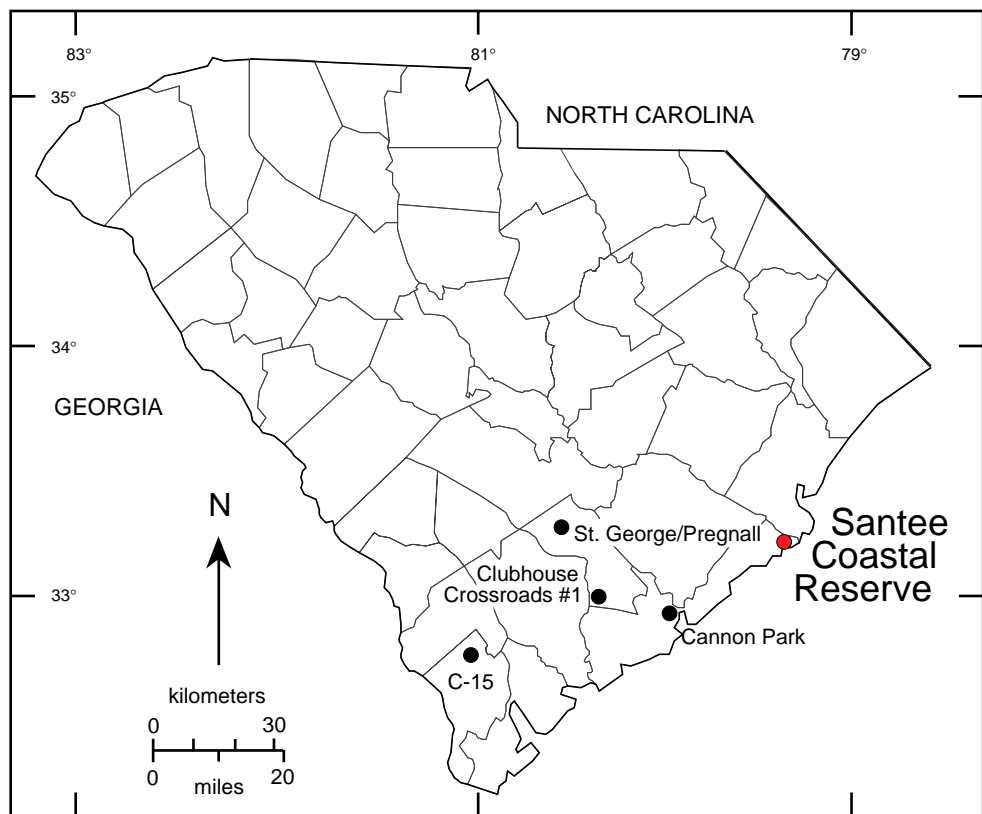 83°
81°
79°
35°
NORTH CAROLINA
34°
GEORGIA
N
Santee
Coastal
Reserve
St. George/Pregnall
Clubhouse
Crossroads #1
33°
Cannon Park
C-15
kilometers
0 30
0 20
miles